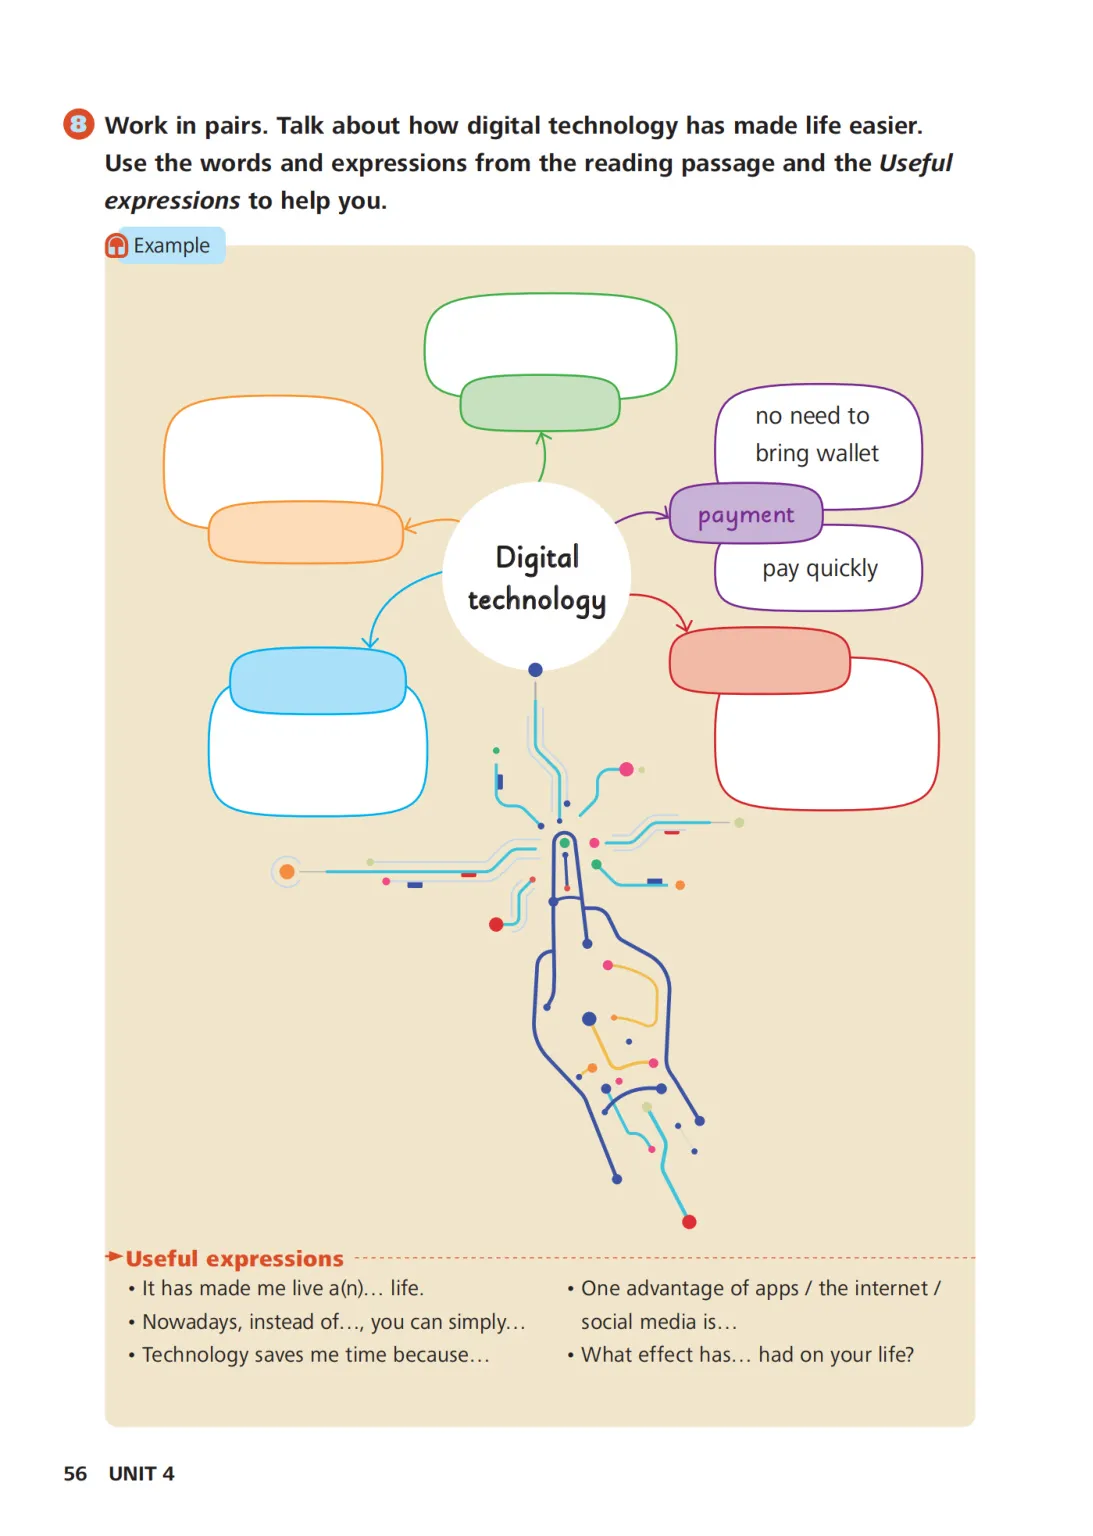 8 Work in pairs. Talk about how digital technology has made life easier.
Use the words and expressions from the reading passage and the Useful
expressions to help you.
Example
no need to
bring wallet
payment
pay quickly
Digital
technology
Useful expressions
• It has made me live a(n)... life.
• Nowadays, instead of..., you can simply...
• Technology saves me time because...
• One advantage of apps / the internet /
social media is...
• What effect has... had on your life?
56 UNIT 4